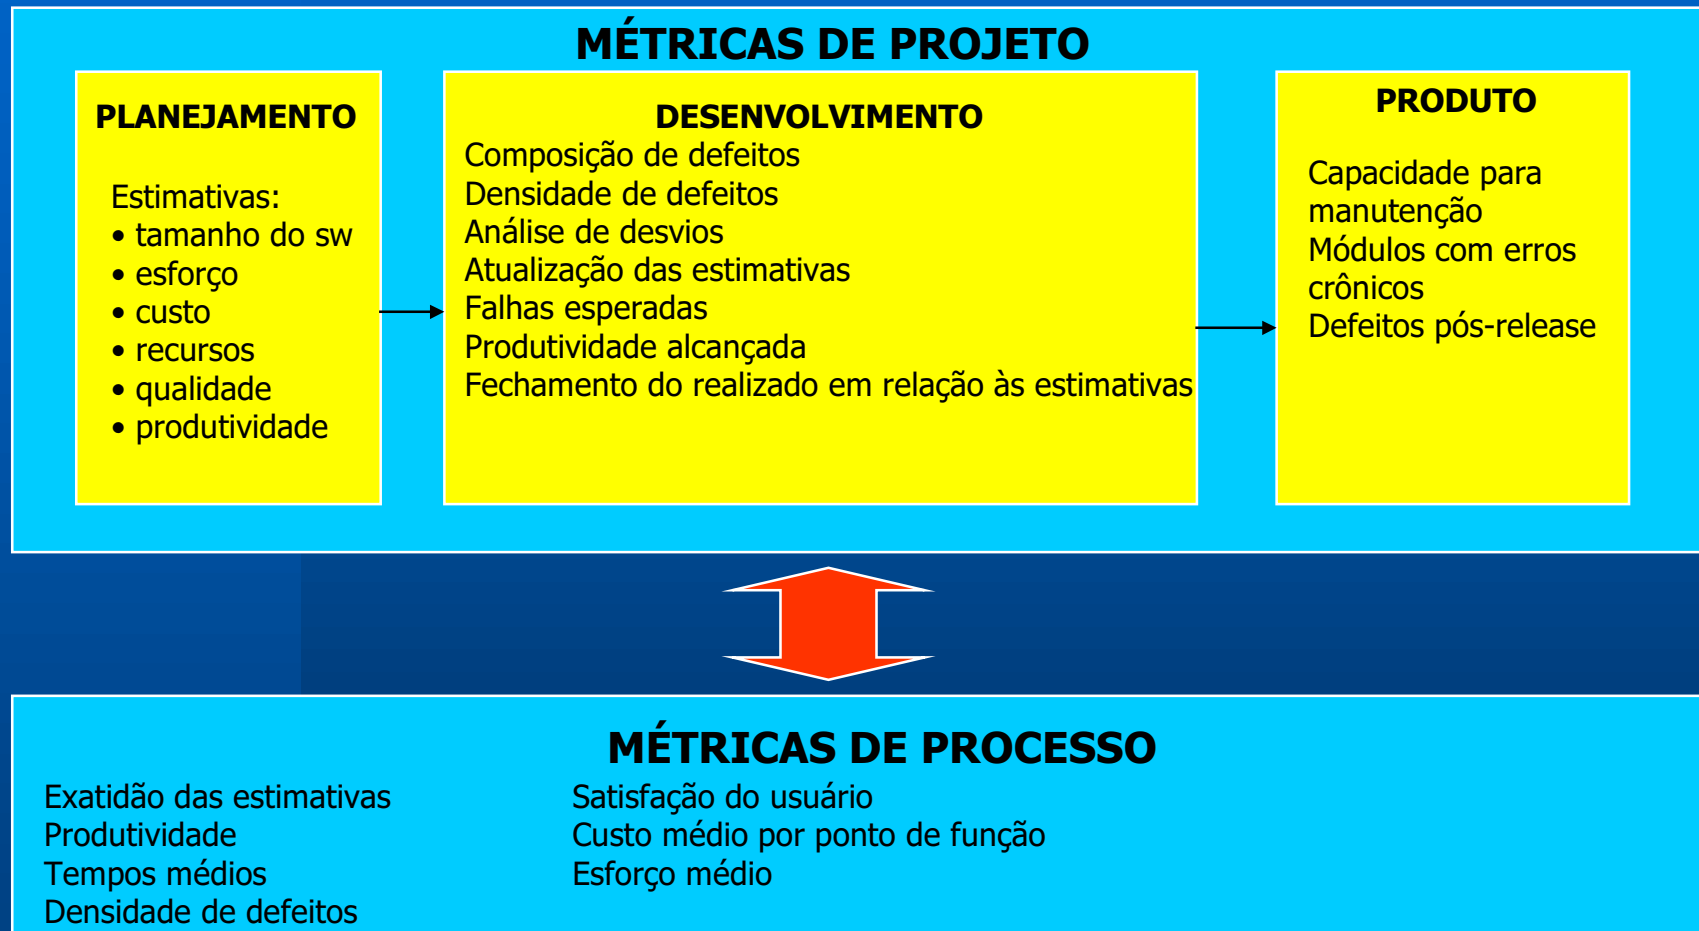 MÉTRICAS DE PROJETO
PLANEJAMENTO
Estimativas:
• tamanho do sw
• esforço
• custo
• recursos
• qualidade
• produtividade
DESENVOLVIMENTO
Composição de defeitos
Densidade de defeitos
Análise de desvios
Atualização das estimativas
Falhas esperadas
Produtividade alcançada
Fechamento do realizado em relação às estimativas
PRODUTO
Capacidade para
manutenção
Módulos com erros
crônicos
Defeitos pós-release
MÉTRICAS DE PROCESSO
Exatidão das estimativas
Produtividade
Tempos médios
Densidade de defeitos
Satisfação do usuário
Custo médio por ponto de função
Esforço médio